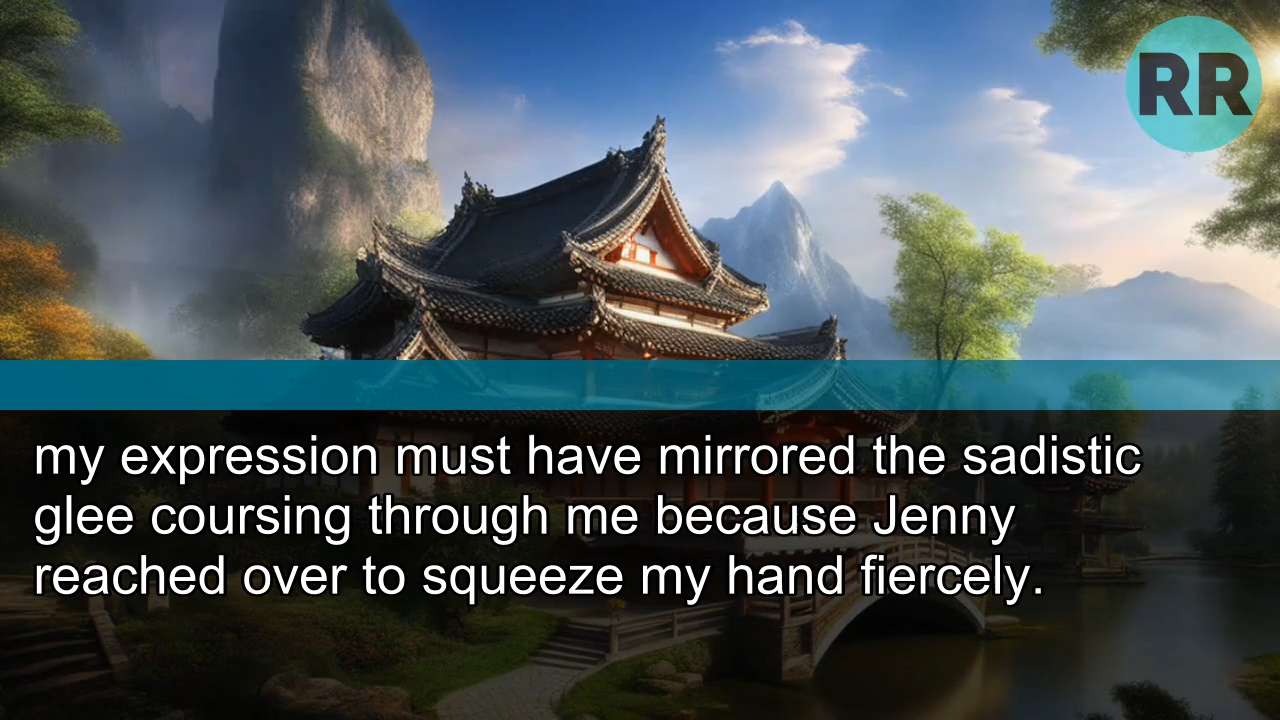 RR
my expression must have mirrored the sadistic
glee coursing through me because Jenny
reached over to squeeze my hand fiercely.